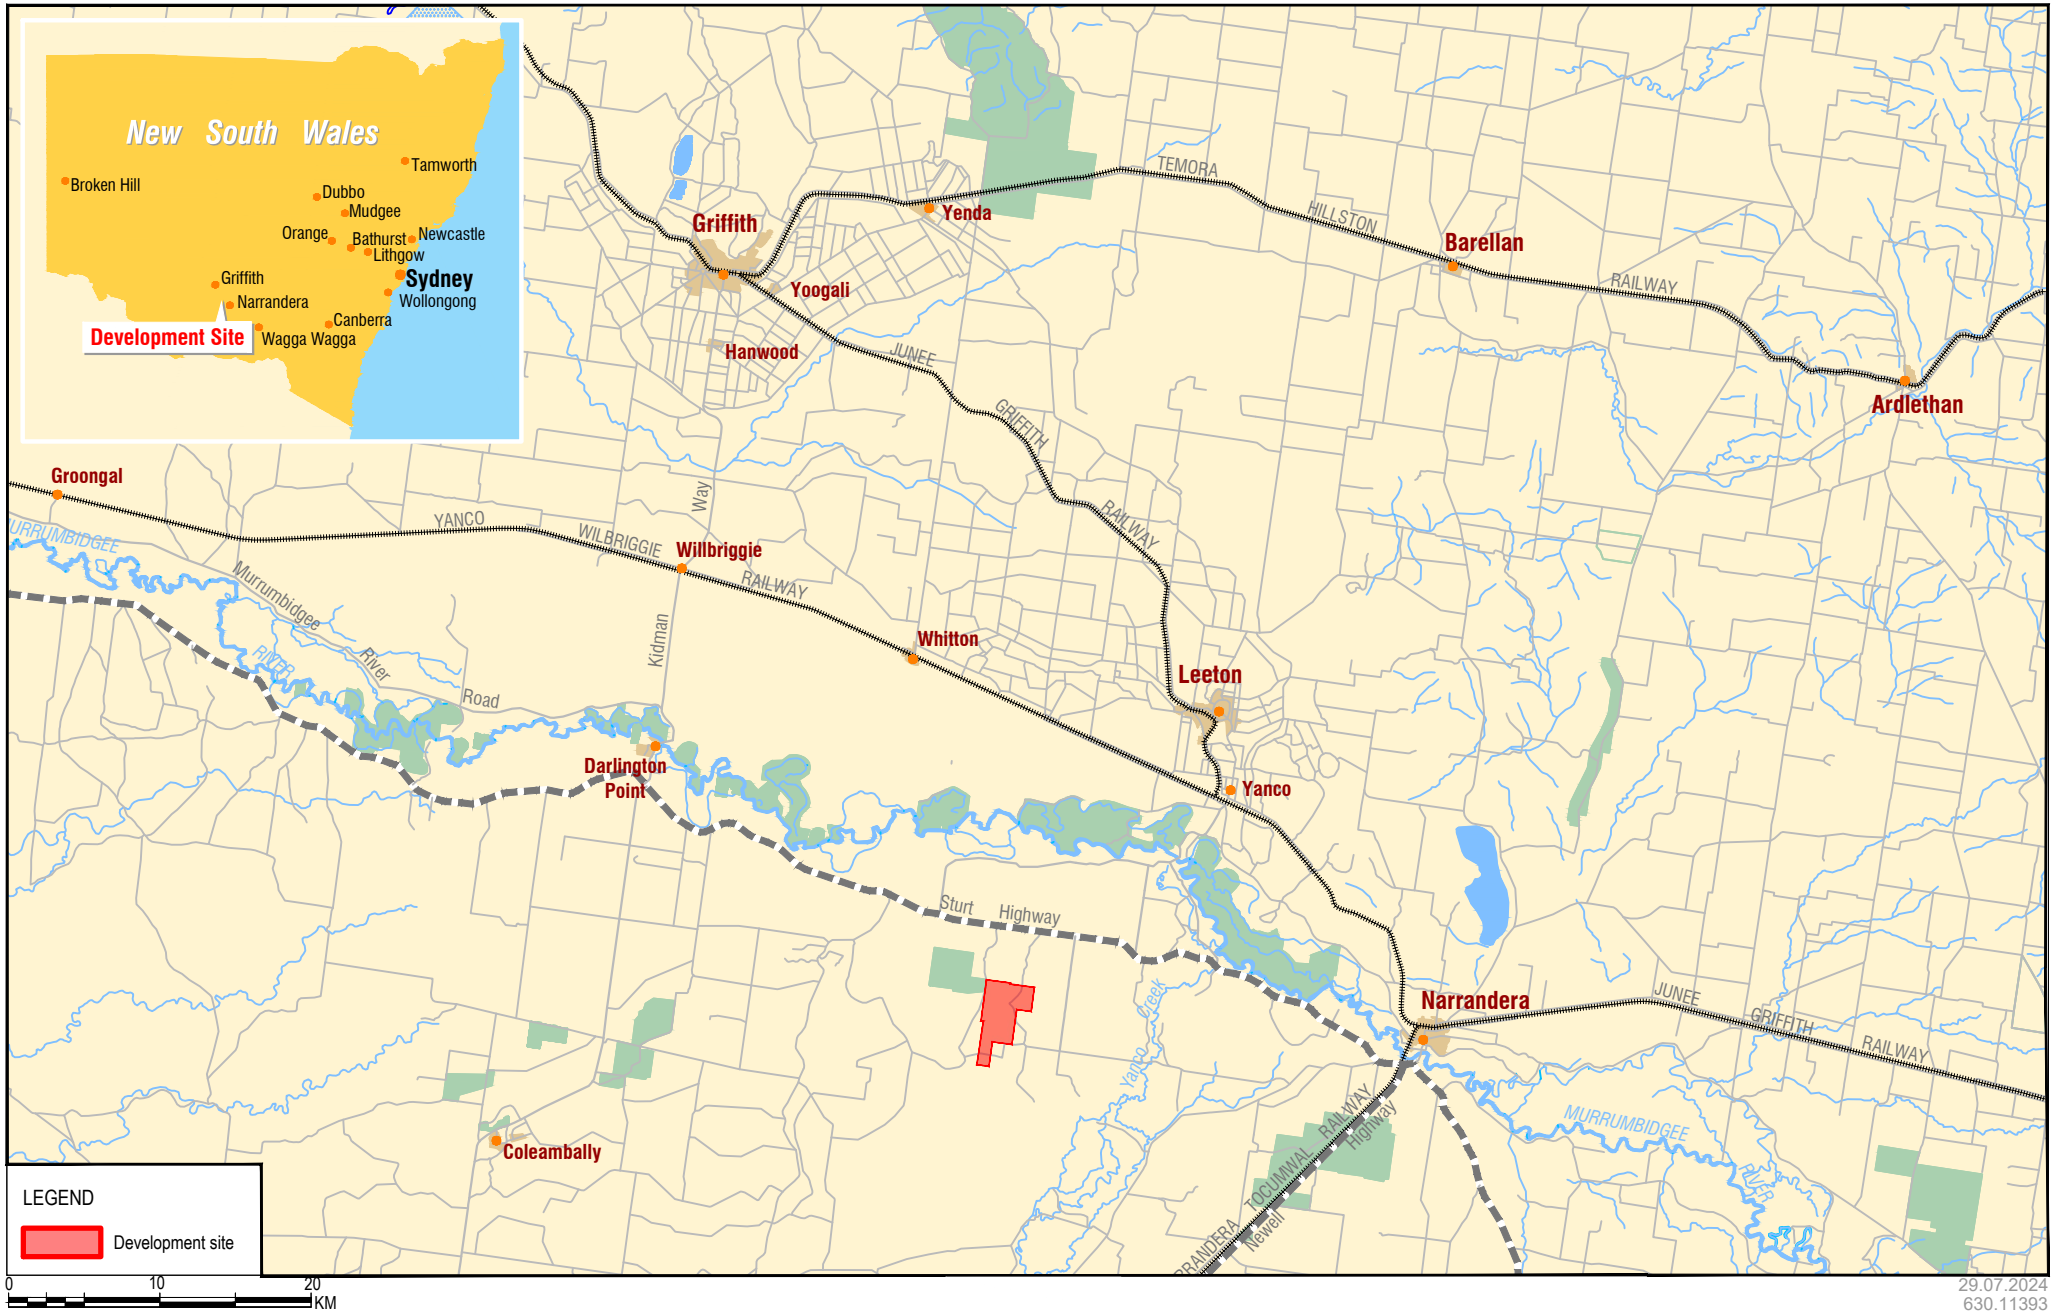 New South Wales
Tamworth
Broken Hill
Dubbo
Mudgee
Orange
Bathurst
Newcastle
Lithgow
Griffith
Sydney
Narrandera
Wollongong
Canberra
Development Site
Wagga Wagga
TEMORA
HILLSTON
RAILWAY
Griffith
Yenda
Barellan
Yoogali
Hanwood
JUNEE
GRIFFITH
RAILWAY
Ardlethan
Groongal
YANCO
WILBRIGGIE
RAILWAY
Way
Willbriggie
URRUMBIDGEE
Murrumbidgee
River
Road
RIVER
Kidman
Whitton
Leeton
Darlington
Point
Yanco
Sturt Highway
Yanco Creek
Narrandera
JUNEE
GRIFFITH
RAILWAY
RRANDERA TOCUMWAL RAILWAY
Newell
Highway
MURRUMBIDGEE
RIVER
Coleambally
LEGEND
Development site
0 10 20
KM
29.07.2024
630.11393